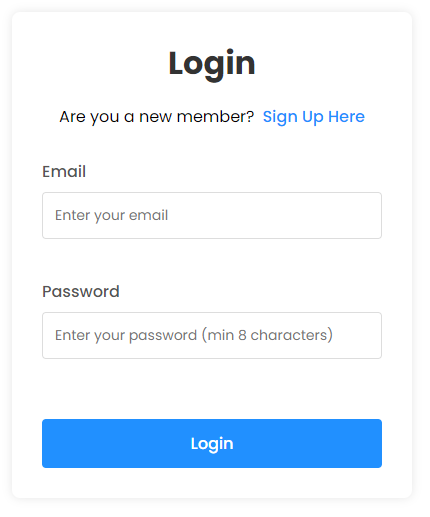 Login
Are you a new member? Sign Up Here
Email
Enter your email
Password
Enter your password (min 8 characters)
Login